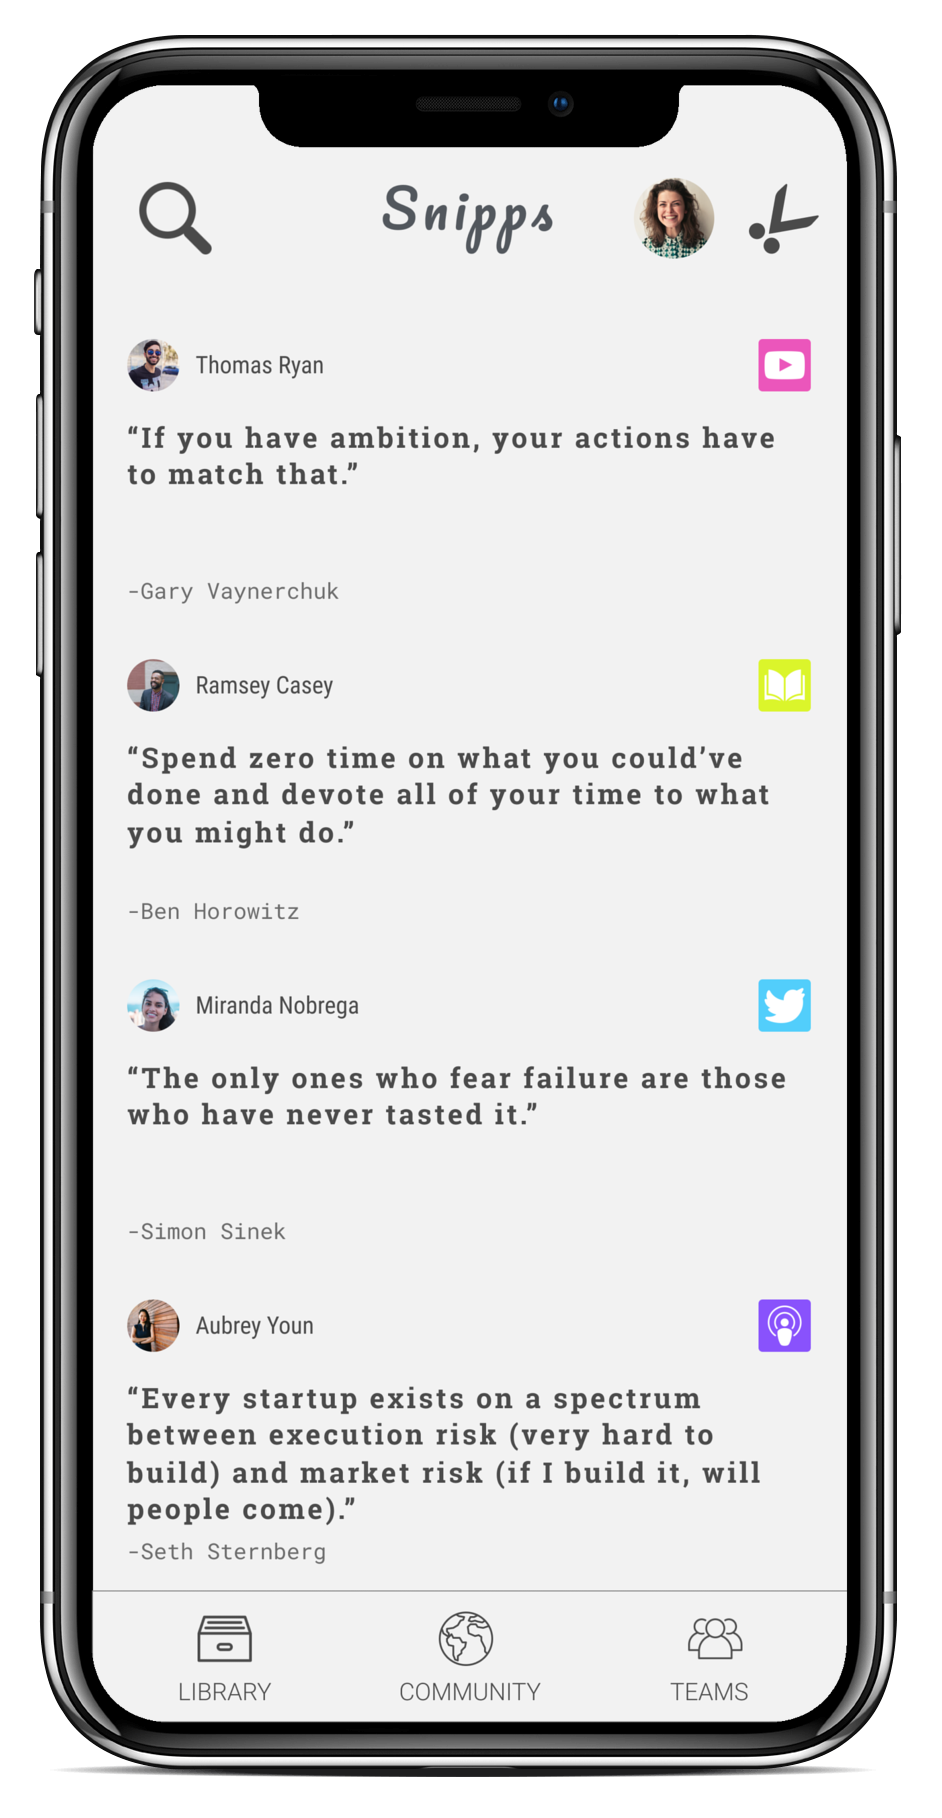 Snipps
Thomas Ryan
“If you have ambition, your actions have
to match that.”
-Gary Vaynerchuk
Ramsey Casey
“Spend zero time on what you could’ve
done and devote all of your time to what
you might do.”
-Ben Horowitz
Miranda Nobrega
“The only ones who fear failure are those
who have never tasted it.”
-Simon Sinek
Aubrey Youn
“Every startup exists on a spectrum
between execution risk (very hard to
build) and market risk (if I build it, will
people come).”
-Seth Sternberg
LIBRARY COMMUNITY TEAMS